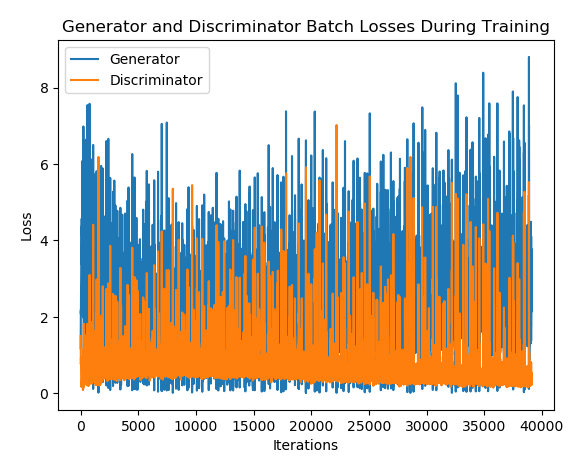 Generator and Discriminator Batch Losses During Training
Generator
Discriminator
8
6
4
2
0
Loss
0 5000 10000 15000 20000 25000 30000 35000 40000
Iterations